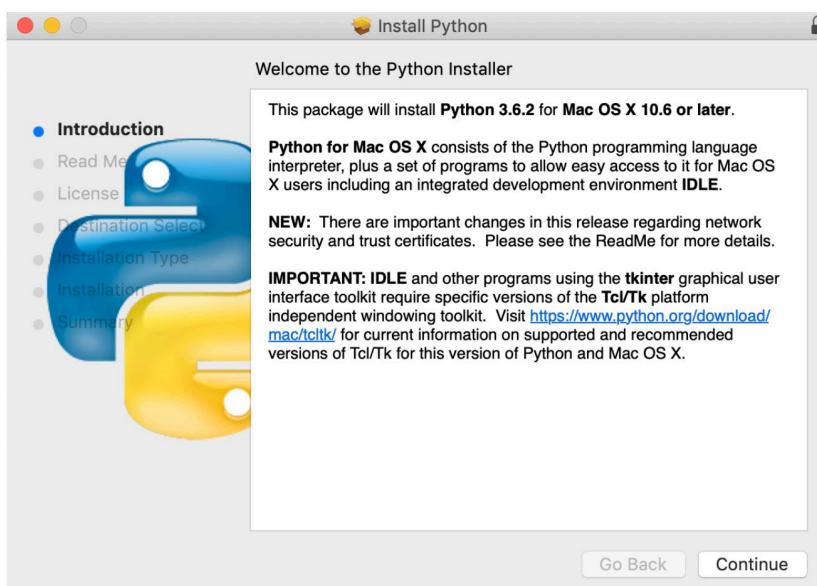 Install Python
Welcome to the Python Installer
Introduction
Read Me
License
Destination Select
Installation Type
Installation
Summary
This package will install Python 3.6.2 for Mac OS X 10.6 or later.
Python for Mac OS X consists of the Python programming language
interpreter, plus a set of programs to allow easy access to it for Mac OS
X users including an integrated development environment IDLE.
NEW: There are important changes in this release regarding network
security and trust certificates. Please see the ReadMe for more details.
IMPORTANT: IDLE and other programs using the tkinter graphical user
interface toolkit require specific versions of the Tcl/Tk platform
independent windowing toolkit. Visit https://www.python.org/download/
mac/tcltk/ for current information on supported and recommended
versions of Tcl/Tk for this version of Python and Mac OS X.
Go Back
Continue